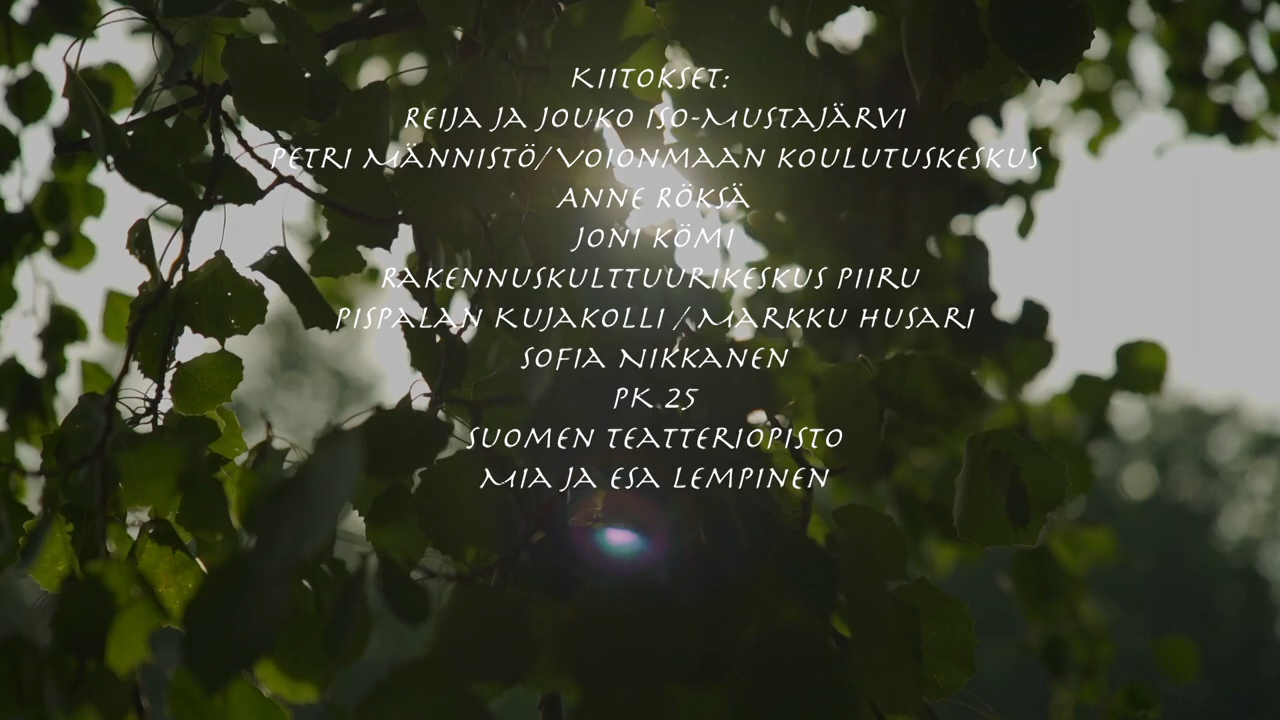 Kiitokset:
Reija ja Jouko Iso-Mustajärvi
Petri Männistö/Voionmaan koulutuskeskus
Anne Röksä
Joni Kömi
Rakennuskulttuurikeskus Piiru
Pispalan Kujakolli / Markku Husari
Sofia Nikkanen
PK 25
Suomen Teatteriopisto
Mia ja Esa Lempinen